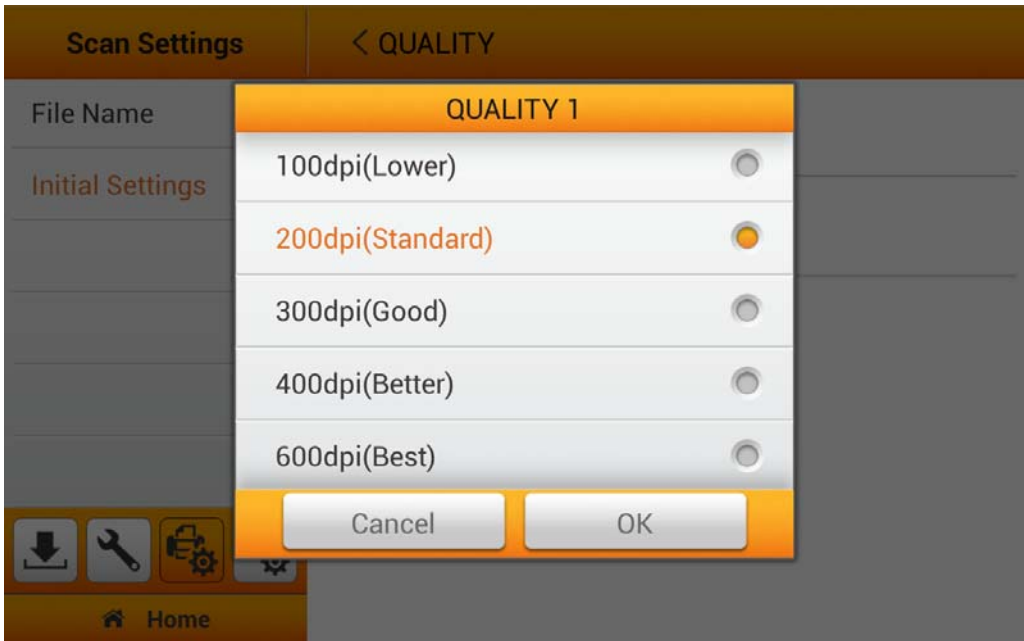 Scan Settings
< QUALITY
File Name
Initial Settings
QUALITY 1
100dpi(Lower)
200dpi(Standard)
300dpi(Good)
400dpi(Better)
600dpi(Best)
Cancel
OK
Home